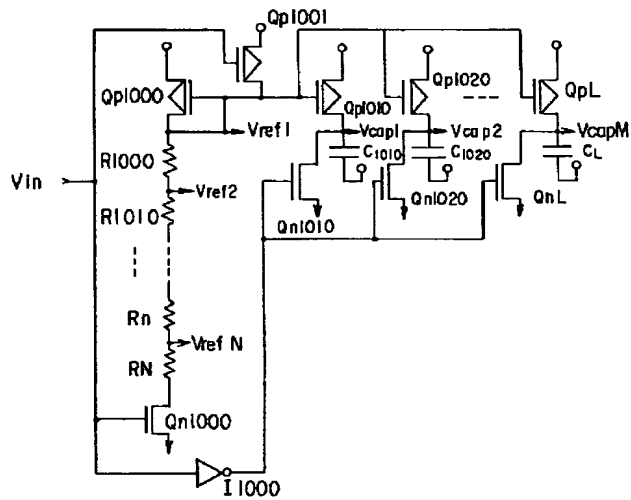 Qp1001
Qp1000
Qp1010
Qp1020
QpL
Vref1
Vcap1
Vcap2
VcapM
R1000
C1010
C1020
CL
Vin
Vref2
R1010
Qn1010
Qn1020
QnL
Rn
Vref N
RN
Qn1000
I1000